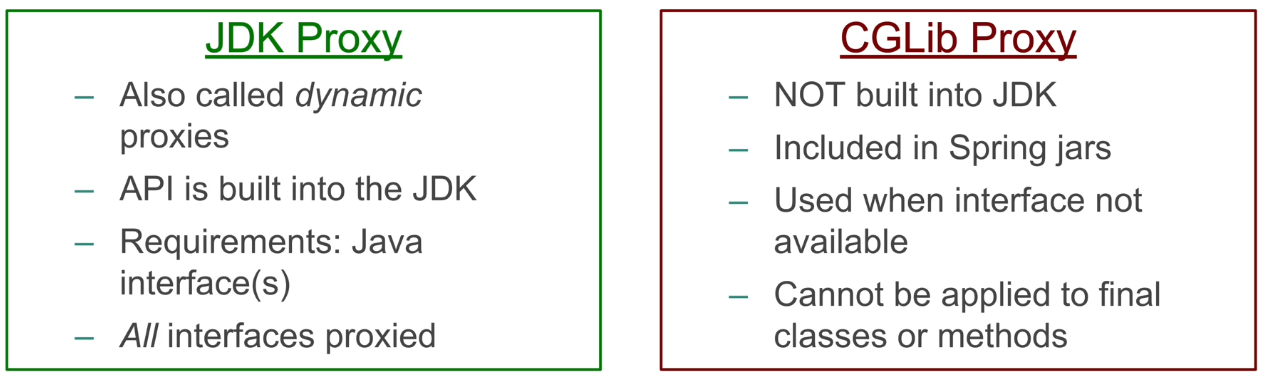 JDK Proxy
– Also called dynamic
proxies
– API is built into the JDK
– Requirements: Java
interface(s)
– All interfaces proxied
CGLib Proxy
– NOT built into JDK
– Included in Spring jars
– Used when interface not
available
– Cannot be applied to final
classes or methods